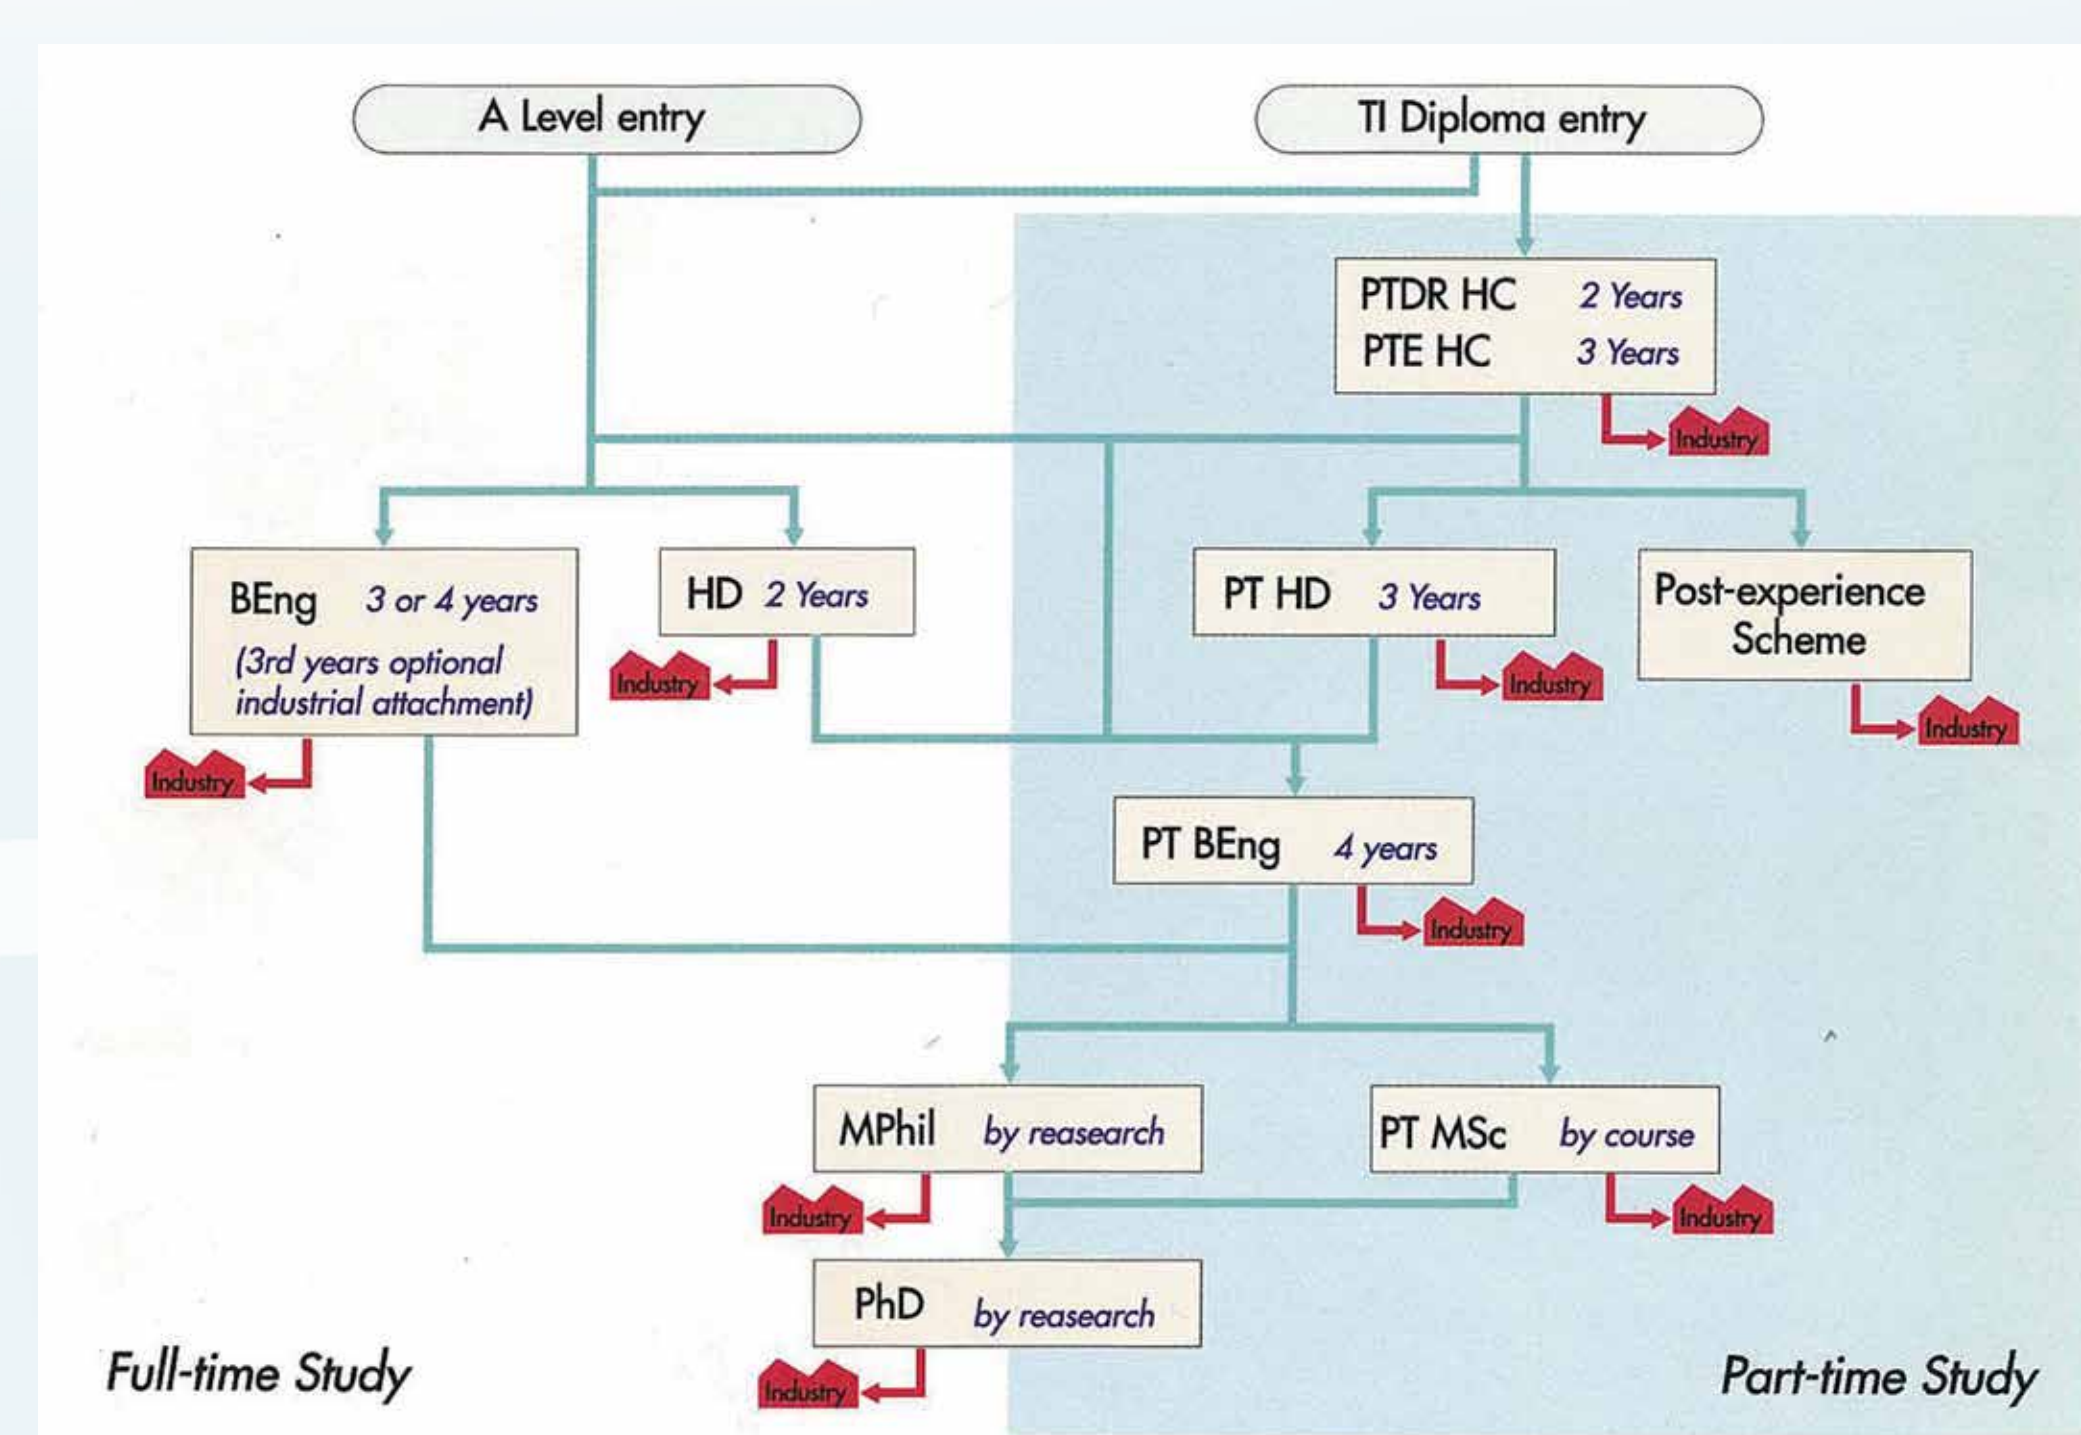 A Level entry
TI Diploma entry
PTDR HC 2 Years
PTE HC 3 Years
Industry
BEng 3 or 4 years
(3rd years optional
industrial attachment)
Industry
HD 2 Years
Industry
PT HD 3 Years
Industry
Post-experience
Scheme
Industry
PT BEng 4 years
Industry
MPhil by reasearch
Industry
PT MSc by course
Industry
PhD by reasearch
Industry
Full-time Study
Part-time Study